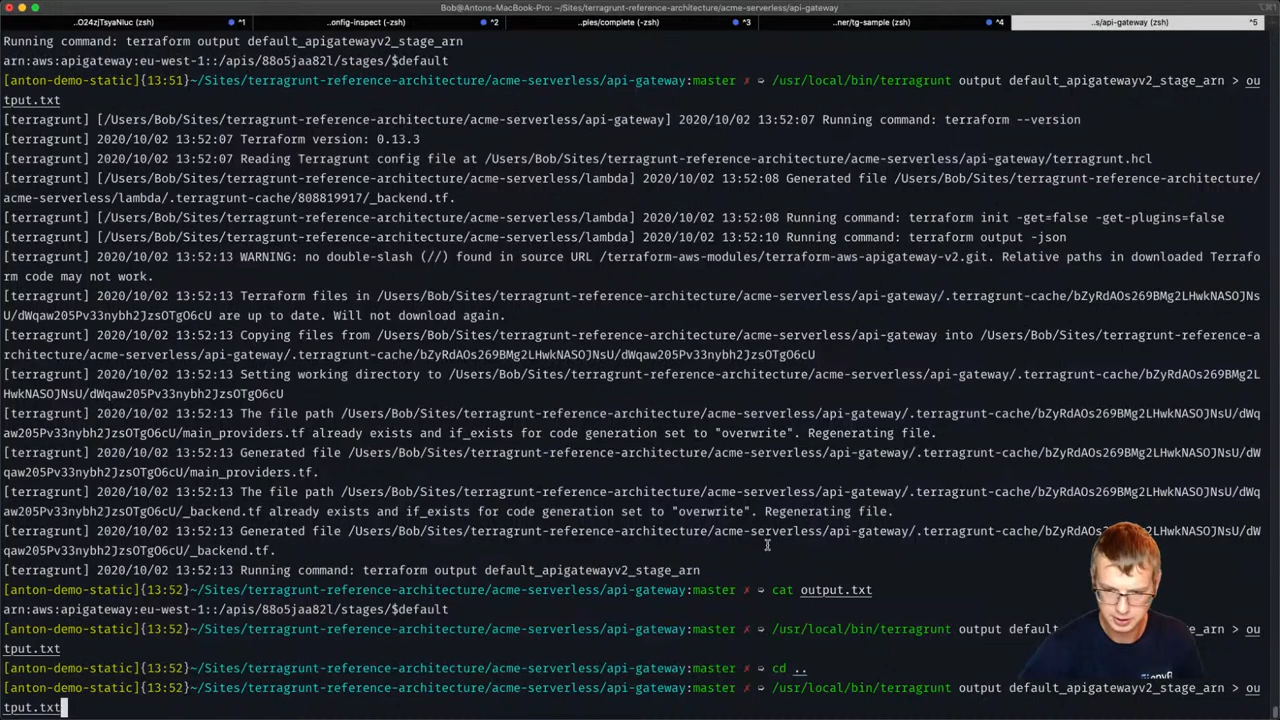 Bob@Antons-MacBook-Pro: ~/Sites/terragrunt-reference-architecture/acme-serverless/api-gateway
..O24zjTsyaNluc (zsh) ⌃1 ...onfig-inspect (-zsh) ⌃2 ...pies/complete (-zsh) ⌃3 ...ner/tg-sample (zsh) ⌃4 ...s/api-gateway (zsh) ⌃5
Running command: terraform output default_apigatewayv2_stage_arn
arn:aws:apigateway:eu-west-1::/apis/88o5jaa82l/stages/$default
[anton-demo-static]{13:51}~/Sites/terragrunt-reference-architecture/acme-serverless/api-gateway:master ✗ ➭ /usr/local/bin/terragrunt output default_apigatewayv2_stage_arn > ou
tput.txt
[terragrunt] [/Users/Bob/Sites/terragrunt-reference-architecture/acme-serverless/api-gateway] 2020/10/02 13:52:07 Running command: terraform --version
[terragrunt] 2020/10/02 13:52:07 Terraform version: 0.13.3
[terragrunt] 2020/10/02 13:52:07 Reading Terragrunt config file at /Users/Bob/Sites/terragrunt-reference-architecture/acme-serverless/api-gateway/terragrunt.hcl
[terragrunt] [/Users/Bob/Sites/terragrunt-reference-architecture/acme-serverless/lambda] 2020/10/02 13:52:08 Generated file /Users/Bob/Sites/terragrunt-reference-architecture/
acme-serverless/lambda/.terragrunt-cache/808819917/_backend.tf.
[terragrunt] [/Users/Bob/Sites/terragrunt-reference-architecture/acme-serverless/lambda] 2020/10/02 13:52:08 Running command: terraform init -get=false -get-plugins=false
[terragrunt] [/Users/Bob/Sites/terragrunt-reference-architecture/acme-serverless/lambda] 2020/10/02 13:52:10 Running command: terraform output -json
[terragrunt] 2020/10/02 13:52:13 WARNING: no double-slash (//) found in source URL /terraform-aws-modules/terraform-aws-apigateway-v2.git. Relative paths in downloaded Terrafo
rm code may not work.
[terragrunt] 2020/10/02 13:52:13 Terraform files in /Users/Bob/Sites/terragrunt-reference-architecture/acme-serverless/api-gateway/.terragrunt-cache/bZyRdAOs269BMg2LHwkNASOJNs
U/dWqaw205Pv33nybh2JzsOTgO6cU are up to date. Will not download again.
[terragrunt] 2020/10/02 13:52:13 Copying files from /Users/Bob/Sites/terragrunt-reference-architecture/acme-serverless/api-gateway into /Users/Bob/Sites/terragrunt-reference-a
rchitecture/acme-serverless/api-gateway/.terragrunt-cache/bZyRdAOs269BMg2LHwkNASOJNsU/dWqaw205Pv33nybh2JzsOTgO6cU
[terragrunt] 2020/10/02 13:52:13 Setting working directory to /Users/Bob/Sites/terragrunt-reference-architecture/acme-serverless/api-gateway/.terragrunt-cache/bZyRdAOs269BMg2L
HwkNASOJNsU/dWqaw205Pv33nybh2JzsOTgO6cU
[terragrunt] 2020/10/02 13:52:13 The file path /Users/Bob/Sites/terragrunt-reference-architecture/acme-serverless/api-gateway/.terragrunt-cache/bZyRdAOs269BMg2LHwkNASOJNsU/dWq
aw205Pv33nybh2JzsOTgO6cU/main_providers.tf already exists and if_exists for code generation set to "overwrite". Regenerating file.
[terragrunt] 2020/10/02 13:52:13 Generated file /Users/Bob/Sites/terragrunt-reference-architecture/acme-serverless/api-gateway/.terragrunt-cache/bZyRdAOs269BMg2LHwkNASOJNsU/dW
qaw205Pv33nybh2JzsOTgO6cU/main_providers.tf.
[terragrunt] 2020/10/02 13:52:13 The file path /Users/Bob/Sites/terragrunt-reference-architecture/acme-serverless/api-gateway/.terragrunt-cache/bZyRdAOs269BMg2LHwkNASOJNsU/dWq
aw205Pv33nybh2JzsOTgO6cU/_backend.tf already exists and if_exists for code generation set to "overwrite". Regenerating file.
[terragrunt] 2020/10/02 13:52:13 Generated file /Users/Bob/Sites/terragrunt-reference-architecture/acme-serverless/api-gateway/.terragrunt-cache/bZyRdAOs269BMg2LHwkNASOJNsU/dW
qaw205Pv33nybh2JzsOTgO6cU/_backend.tf.
[terragrunt] 2020/10/02 13:52:13 Running command: terraform output default_apigatewayv2_stage_arn
[anton-demo-static]{13:52}~/Sites/terragrunt-reference-architecture/acme-serverless/api-gateway:master ✗ ➭ cat output.txt
arn:aws:apigateway:eu-west-1::/apis/88o5jaa82l/stages/$default
[anton-demo-static]{13:52}~/Sites/terragrunt-reference-architecture/acme-serverless/api-gateway:master ✗ ➭ /usr/local/bin/terragrunt output default_apigatewayv2_stage_arn > ou
tput.txt
[anton-demo-static]{13:52}~/Sites/terragrunt-reference-architecture/acme-serverless/api-gateway:master ✗ ➭ cd ..
[anton-demo-static]{13:52}~/Sites/terragrunt-reference-architecture/acme-serverless/api-gateway:master ✗ ➭ /usr/local/bin/terragrunt output default_apigatewayv2_stage_arn > ou
tput.txt